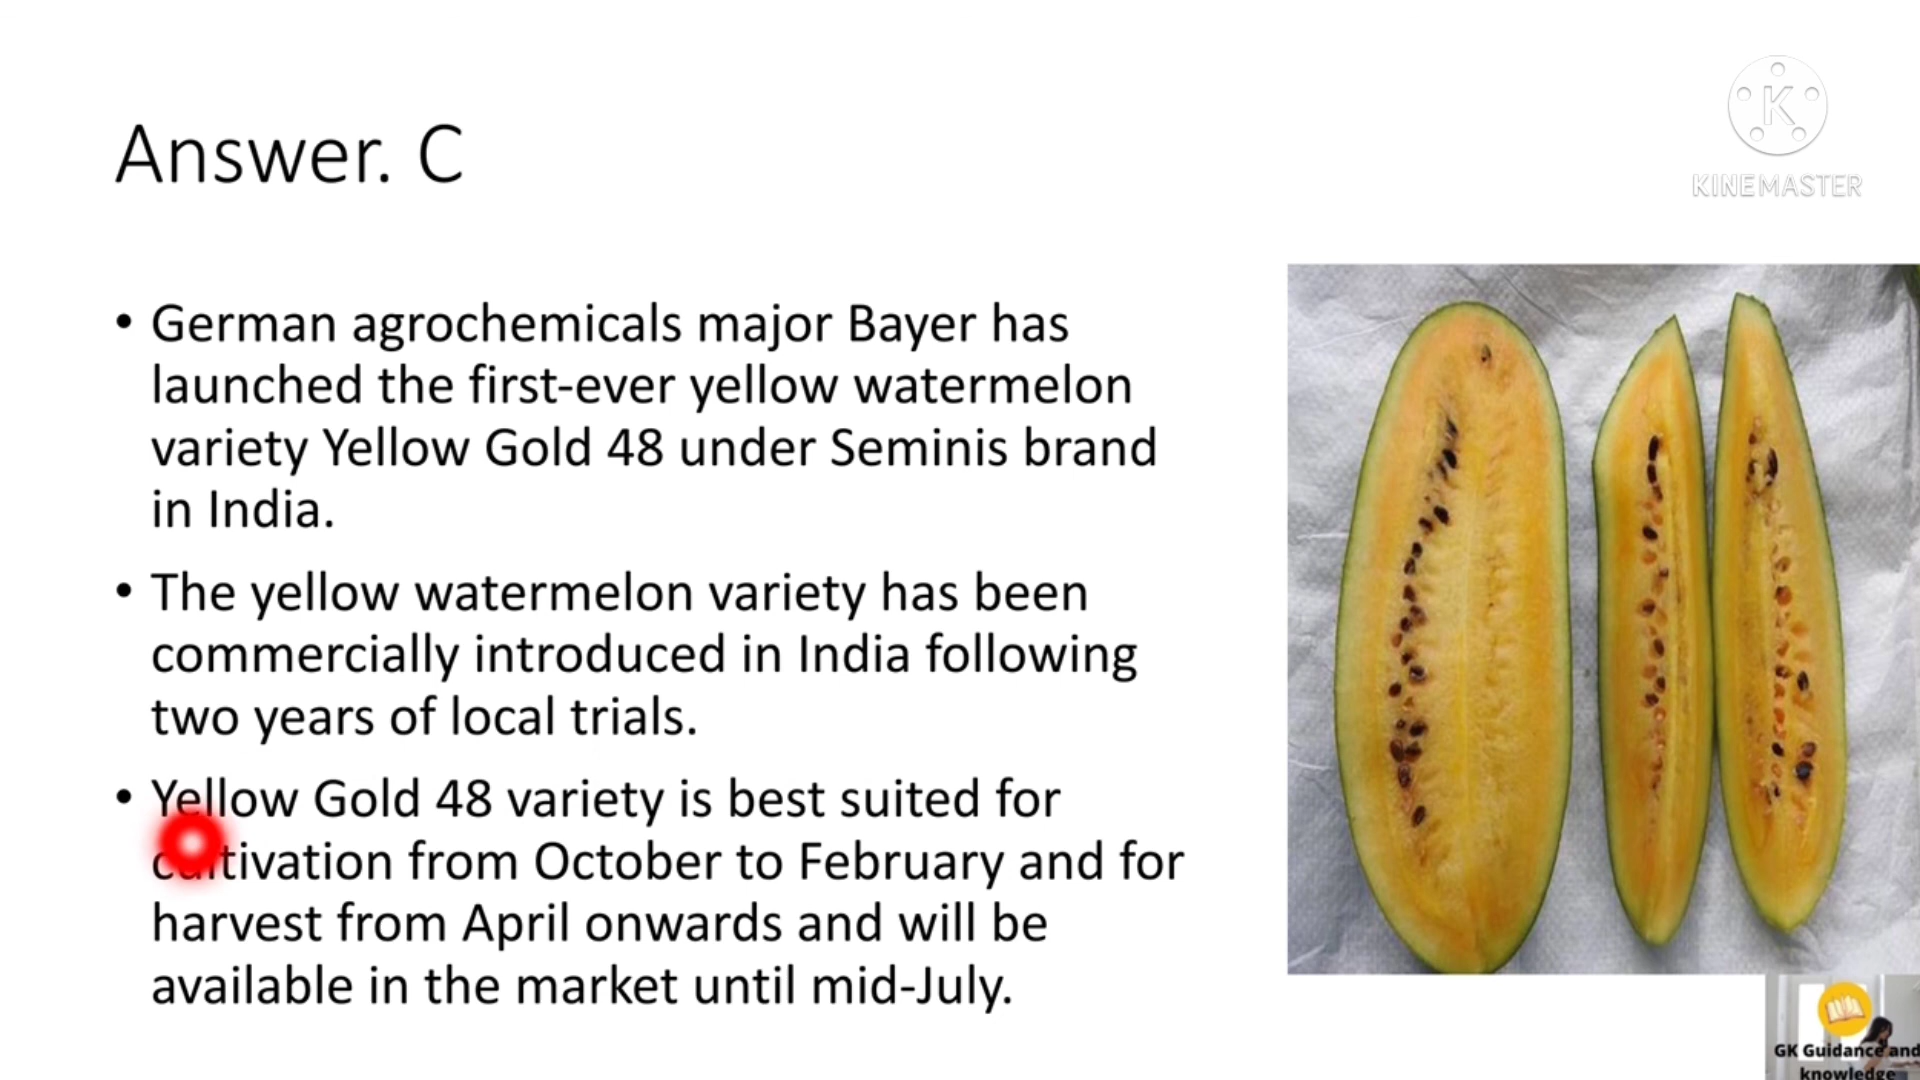 Answer. C
K
KINEMASTER
• German agrochemicals major Bayer has
launched the first-ever yellow watermelon
variety Yellow Gold 48 under Seminis brand
in India.
• The yellow watermelon variety has been
commercially introduced in India following
two years of local trials.
• Yellow Gold 48 variety is best suited for
cultivation from October to February and for
harvest from April onwards and will be
available in the market until mid-July.
GK Guidance and
knowledge